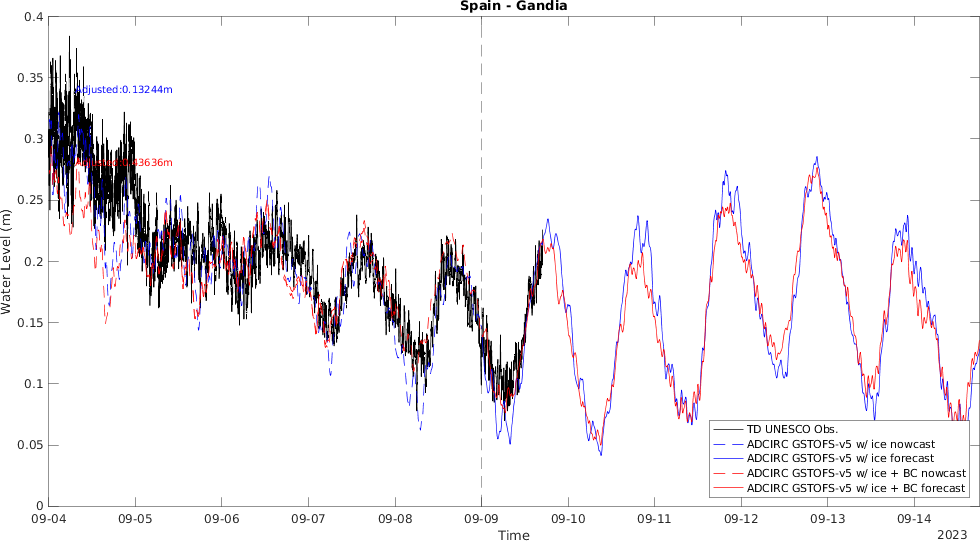 Spain - Gandia
0.4
0.35
0.3
0.25
0.2
0.15
0.1
0.05
0
Water Level (m)
Adjusted:0.13244m
3636m
09-04
09-05
09-06
09-07
09-08
09-09
09-10
09-11
09-12
09-13
09-14
Time
2023
TD UNESCO Obs.
ADCIRC GSTOFS-v5 w/ ice nowcast
ADCIRC GSTOFS-v5 w/ ice forecast
ADCIRC GSTOFS-v5 w/ ice + BC nowcast
ADCIRC GSTOFS-v5 w/ ice + BC forecast